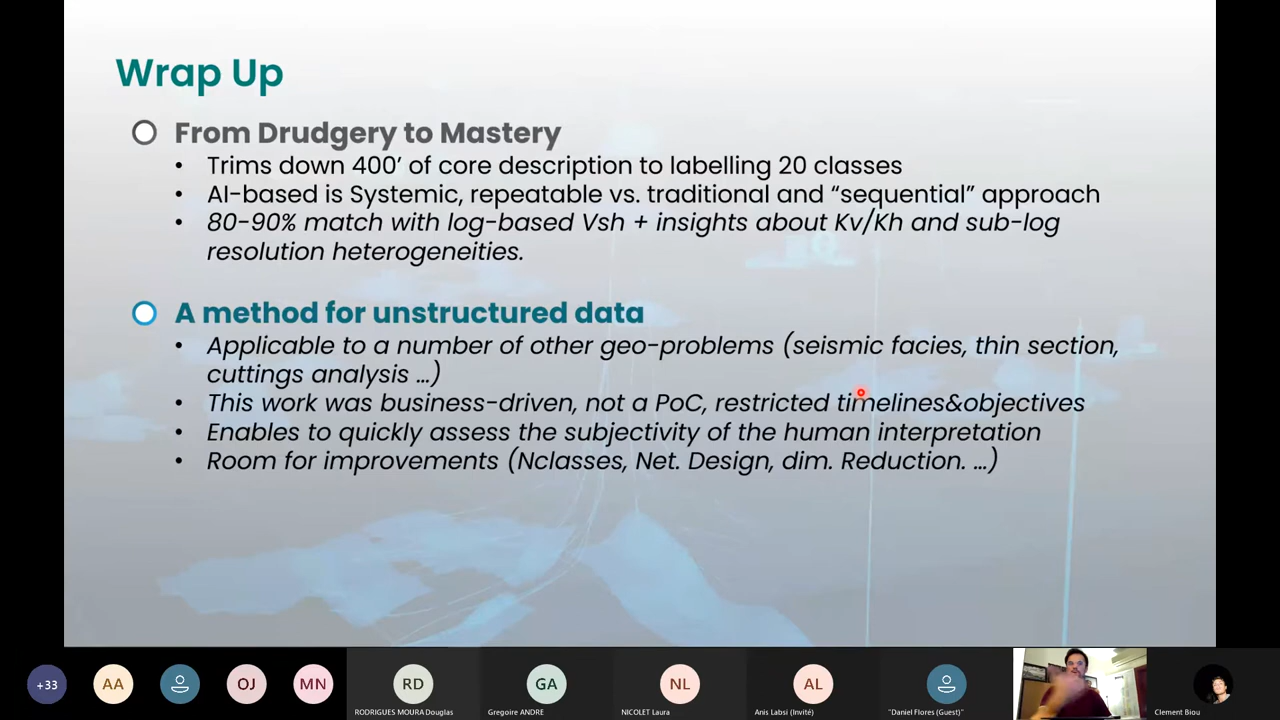 Wrap Up
From Drudgery to Mastery
• Trims down 400’ of core description to labelling 20 classes
• AI-based is Systemic, repeatable vs. traditional and “sequential” approach
• 80-90% match with log-based Vsh + insights about Kv/Kh and sub-log
resolution heterogeneities.
A method for unstructured data
• Applicable to a number of other geo-problems (seismic facies, thin section,
cuttings analysis …)
• This work was business-driven, not a PoC, restricted timelines&objectives
• Enables to quickly assess the subjectivity of the human interpretation
• Room for improvements (Nclasses, Net. Design, dim. Reduction. …)
+33 AA OJ MN RD GA NL AL
RODRIGUES MOURA Douglas Gregoire ANDRE NICOLET Laura Anis Labsi (Invité) "Daniel Flores (Guest)" Clement Biou